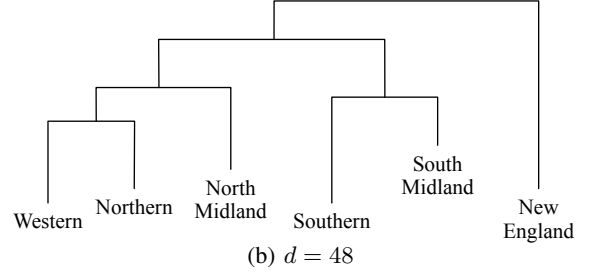 Western
Northern
North
Midland
Southern
South
Midland
New
England
(b) d = 48